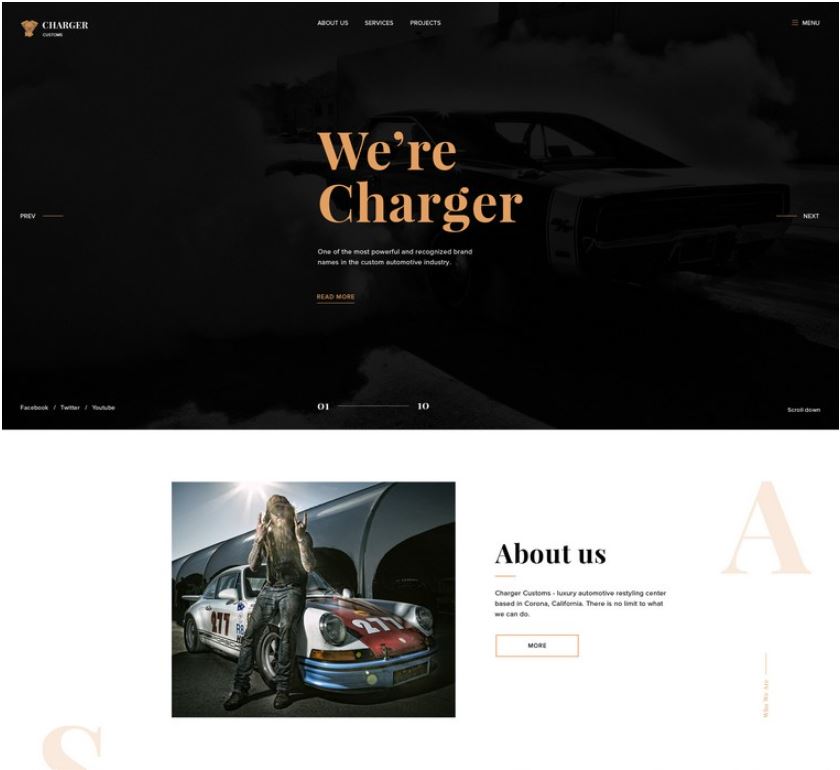 CHARGER
CUSTOMS
ABOUT US SERVICES PROJECTS
MENU
We're
Charger
PREV
NEXT
One of the most powerful and recognized brand
names in the custom automotive industry.
READ MORE
Facebook / Twitter / Youtube
01 10
Scroll down
A
About us
Charger Customs - luxury automotive restyling center
based in Corona, California. There is no limit to what
we can do.
MORE
277
277
Who We Are
S